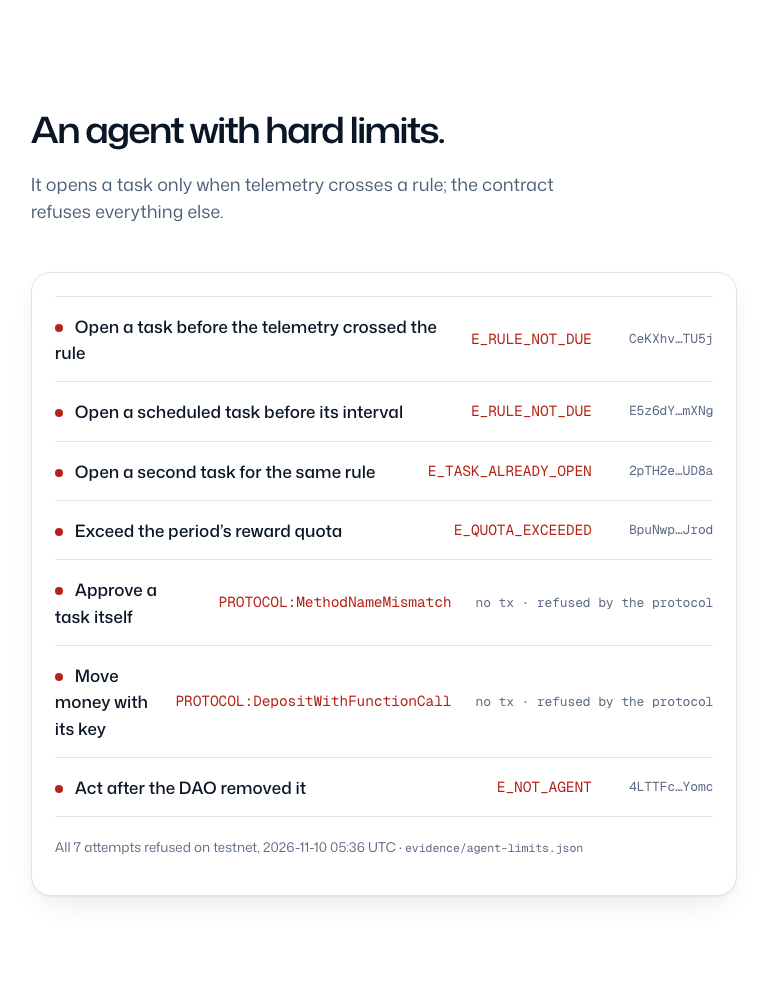 An agent with hard limits.
It opens a task only when telemetry crosses a rule; the contract
refuses everything else.
Open a task before the telemetry crossed the
rule
E_RULE_NOT_DUE
CeKXhv…TU5j
Open a scheduled task before its interval
E_RULE_NOT_DUE
E5z6dY…mXNg
Open a second task for the same rule
E_TASK_ALREADY_OPEN
2pTH2e…UD8a
Exceed the period’s reward quota
E_QUOTA_EXCEEDED
BpuNwp…Jrod
Approve a
task itself
PROTOCOL:MethodNameMismatch
no tx · refused by the protocol
Move
money with
its key
PROTOCOL:DepositWithFunctionCall
no tx · refused by the protocol
Act after the DAO removed it
E_NOT_AGENT
4LTTFc…Yomc
All 7 attempts refused on testnet, 2026-11-10 05:36 UTC · evidence/agent-limits.json